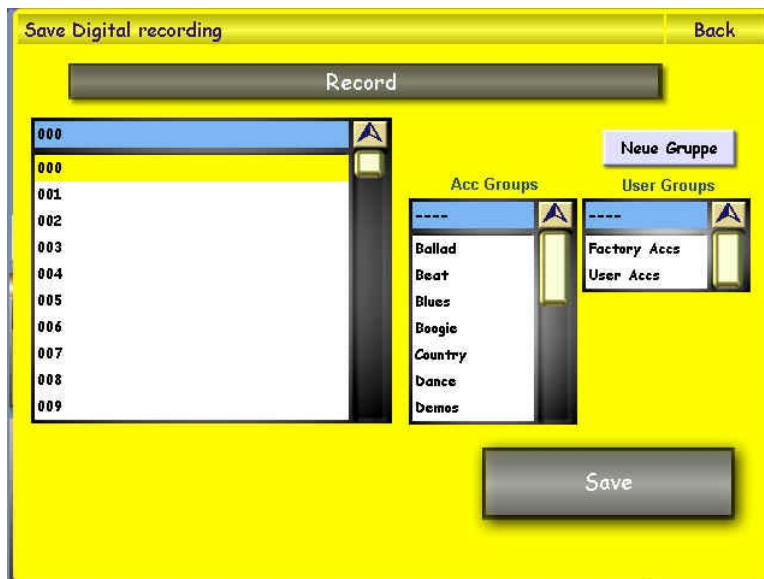 Save Digital recording
Back
Record
000
000
001
002
003
004
005
006
007
008
009
Neue Gruppe
Acc Groups
----
Ballad
Beat
Blues
Boogie
Country
Dance
Demos
User Groups
----
Factory Accs
User Accs
Save